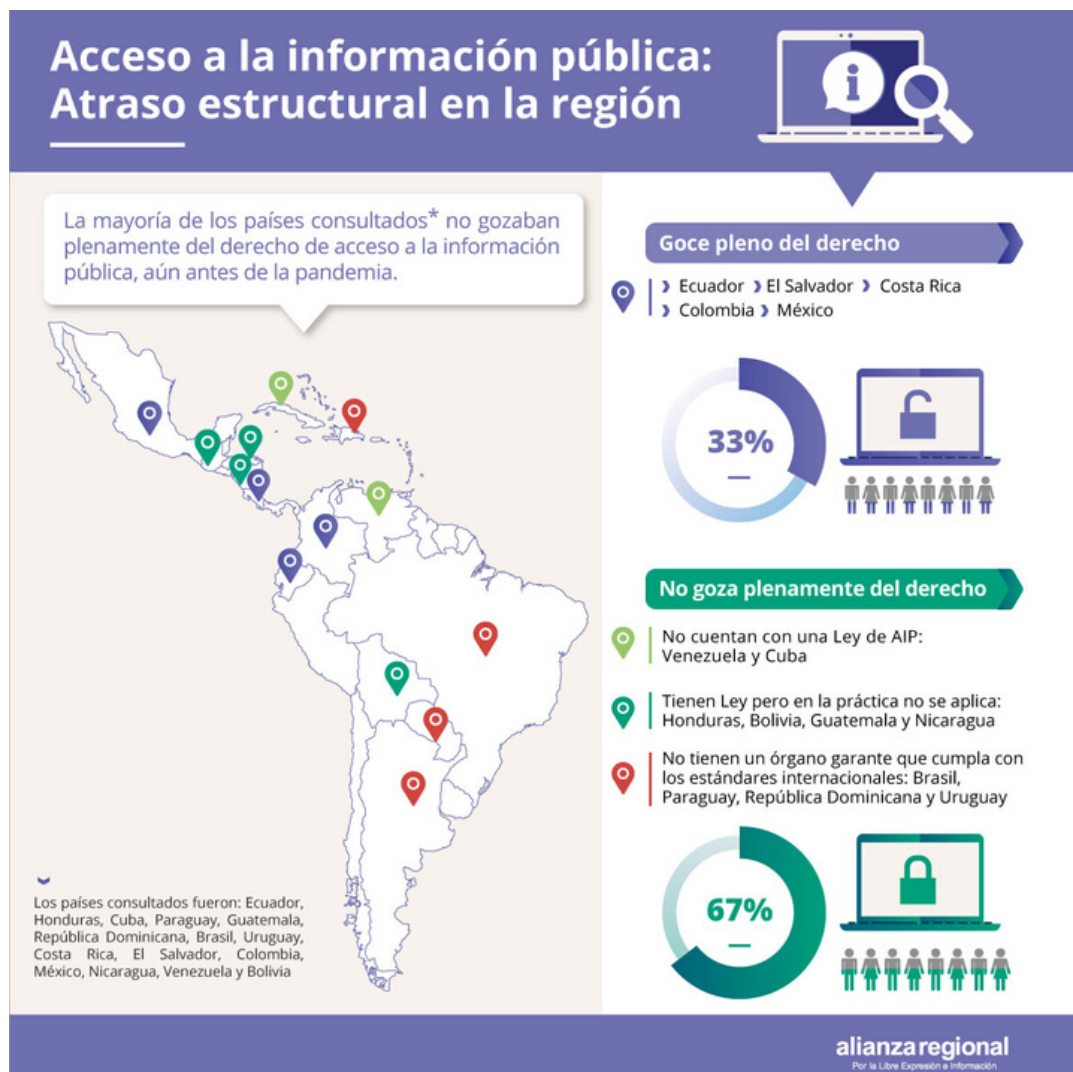 Acceso a la información pública:
Atraso estructural en la región
La mayoría de los países consultados* no gozaban
plenamente del derecho de acceso a la información
pública, aún antes de la pandemia.
Goce pleno del derecho
Ecuador El Salvador Costa Rica
Colombia México
33%
No goza plenamente del derecho
No cuentan con una Ley de AIP:
Venezuela y Cuba
Tienen Ley pero en la práctica no se aplica:
Honduras, Bolivia, Guatemala y Nicaragua
No tienen un órgano garante que cumpla con
los estándares internacionales: Brasil,
Paraguay, República Dominicana y Uruguay
67%
Los países consultados fueron: Ecuador,
Honduras, Cuba, Paraguay, Guatemala,
República Dominicana, Brasil, Uruguay,
Costa Rica, El Salvador, Colombia,
México, Nicaragua, Venezuela y Bolivia
alianza regional
Por la Libre Expresión e Información